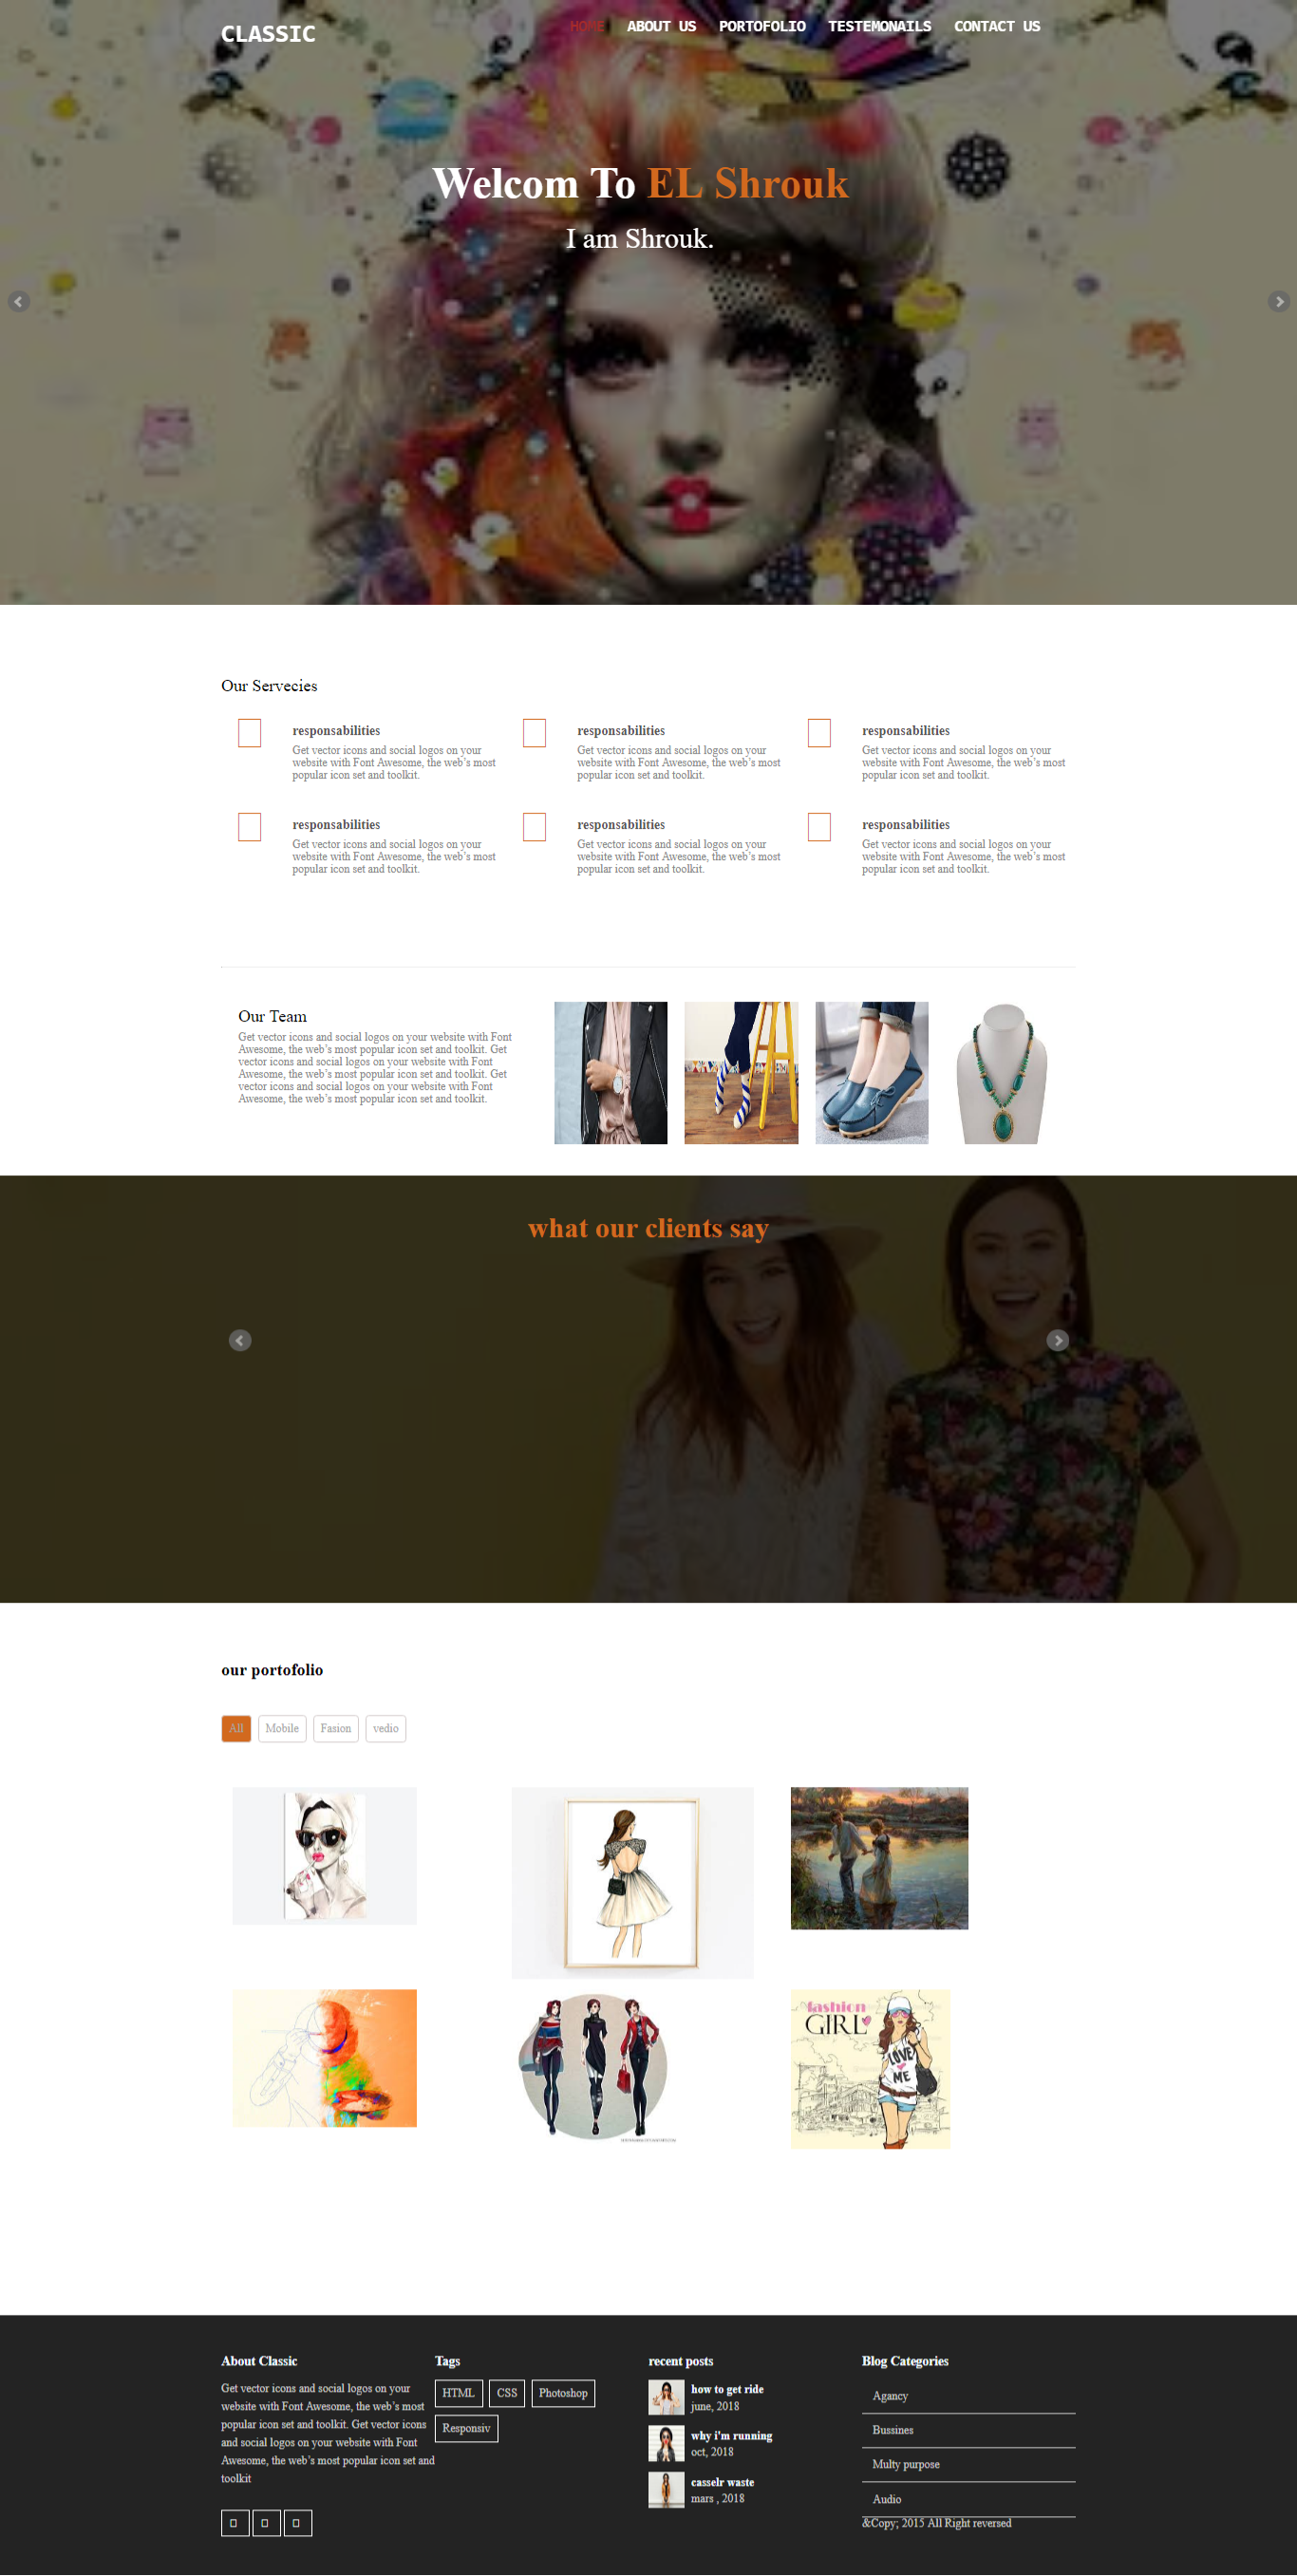 CLASSIC
HOME ABOUT US PORTOFOLIO TESTEMONAILS CONTACT US
Welcom To EL Shrouk
I am Shrouk.
Our Servecies
responsabilities
Get vector icons and social logos on your
website with Font Awesome, the web's most
popular icon set and toolkit.
responsabilities
Get vector icons and social logos on your
website with Font Awesome, the web's most
popular icon set and toolkit.
responsabilities
Get vector icons and social logos on your
website with Font Awesome, the web's most
popular icon set and toolkit.
responsabilities
Get vector icons and social logos on your
website with Font Awesome, the web's most
popular icon set and toolkit.
responsabilities
Get vector icons and social logos on your
website with Font Awesome, the web's most
popular icon set and toolkit.
responsabilities
Get vector icons and social logos on your
website with Font Awesome, the web's most
popular icon set and toolkit.
Our Team
Get vector icons and social logos on your website with Font
Awesome, the web's most popular icon set and toolkit. Get
vector icons and social logos on your website with Font
Awesome, the web's most popular icon set and toolkit. Get
vector icons and social logos on your website with Font
Awesome, the web's most popular icon set and toolkit.
what our clients say
our portofolio
All Mobile Fasion vedio
fashion
GIRL
LOVE
ME
About Classic
Get vector icons and social logos on your
website with Font Awesome, the web's most
popular icon set and toolkit. Get vector icons
and social logos on your website with Font
Awesome, the web's most popular icon set and
toolkit
Tags
HTML CSS Photoshop
Responsiv
recent posts
how to get ride
june, 2018
why i'm running
oct, 2018
casselr waste
mars , 2018
Blog Categories
Agancy
Bussines
Multy purpose
Audio
&Copy; 2015 All Right reversed